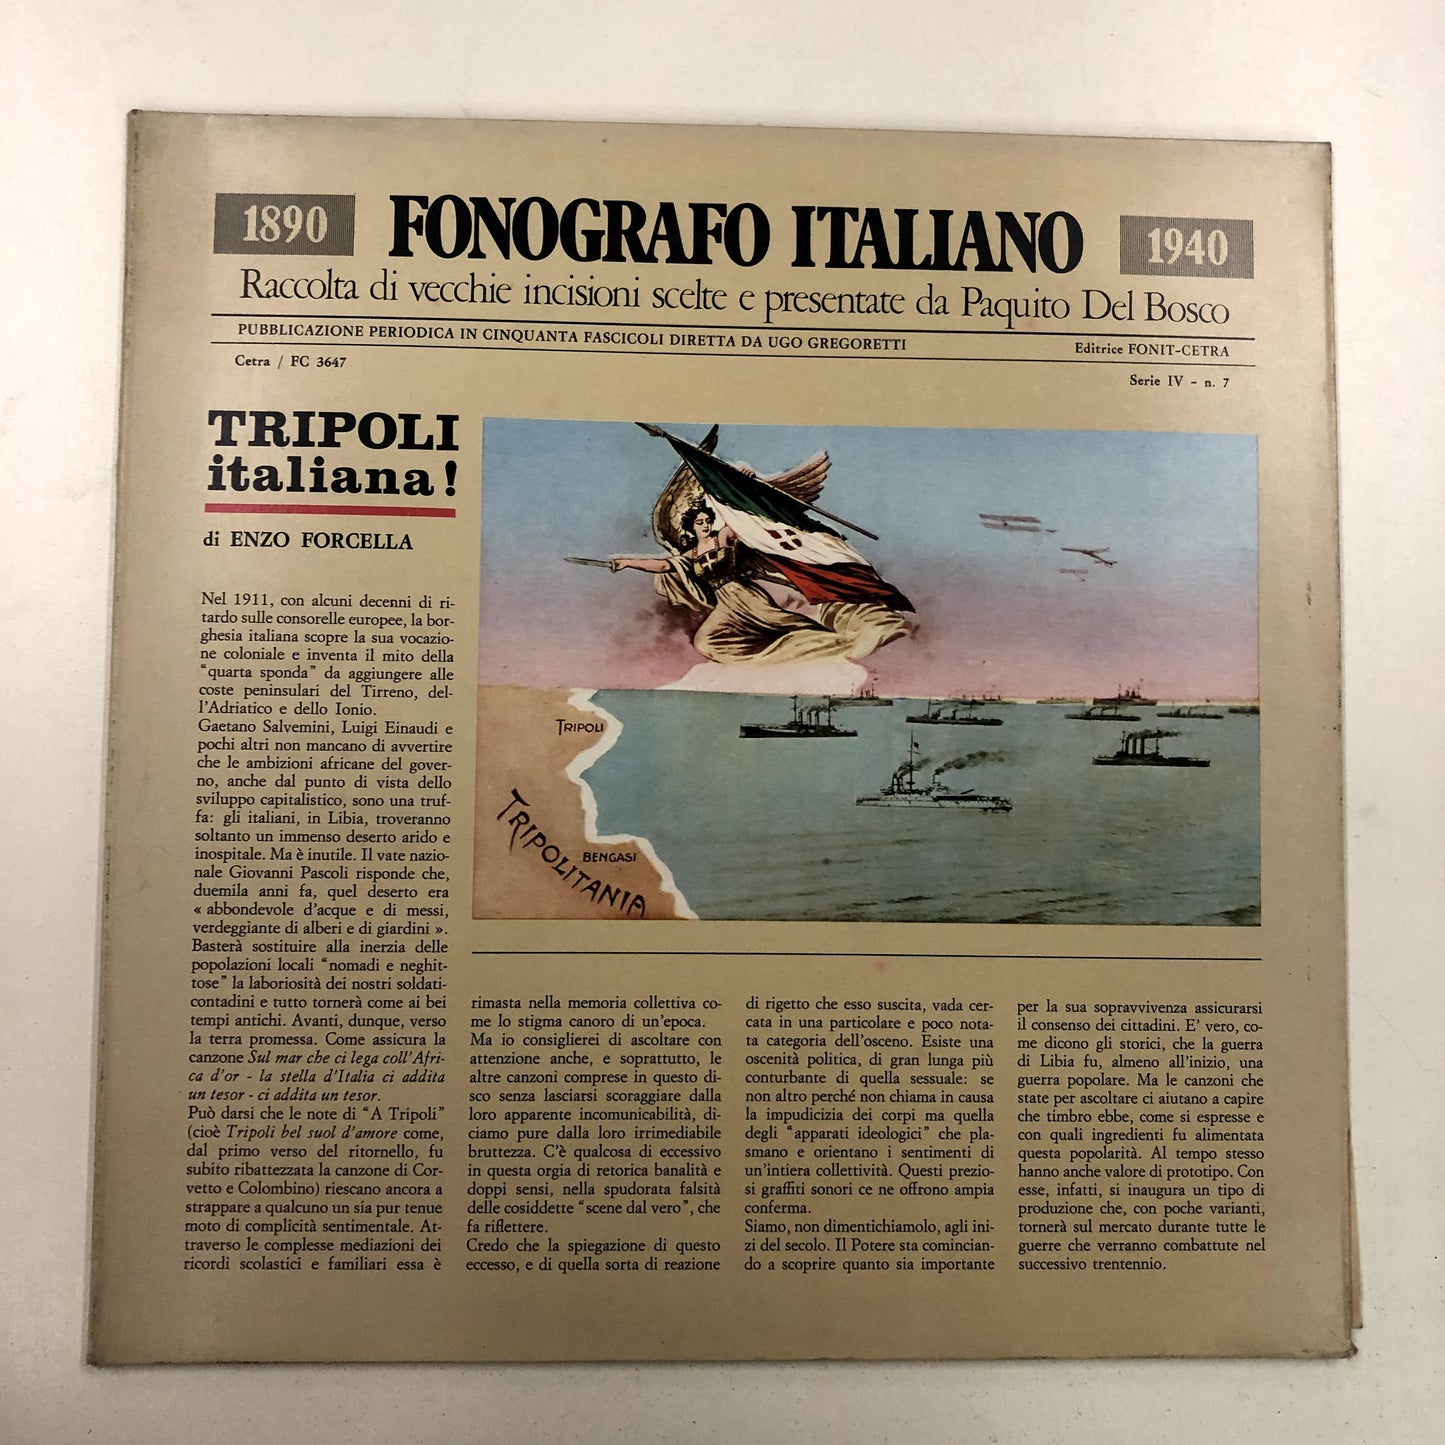 1890
FONOGRAFO ITALIANO
1940
Raccolta di vecchie incisioni scelte e presentate da Paquito Del Bosco
PUBBLICAZIONE PERIODICA IN CINQUANTA FASCICOLI DIRETTA DA UGO GREGORETTI
Editrice FONIT-CETRA
Cetra / FC 3647
Serie IV - n. 7
TRIPOLI
italiana!
di ENZO FORCELLA
Nel 1911, con alcuni decenni di ri-
tardo sulle consorelle europee, la bor-
ghesia italiana scopre la sua vocazio-
ne coloniale e inventa il mito della
"quarta sponda" da aggiungere alle
coste peninsulari del Tirreno, del-
l'Adriatico e dello Ionio.
Gaetano Salvemini, Luigi Einaudi e
pochi altri non mancano di avvertire
che le ambizioni africane del gover-
no, anche dal punto di vista dello
sviluppo capitalistico, sono una truf-
fa: gli italiani, in Libia, troveranno
soltanto un immenso deserto arido e
inospitale. Ma è inutile. Il vate nazio-
nale Giovanni Pascoli risponde che,
duemila anni fa, quel deserto era
« abbondevole d'acque e di messi,
verdeggiante di alberi e di giardini ».
Basterà sostituire alla inerzia delle
popolazioni locali "nomadi e neghit-
tose" la laboriosità dei nostri soldati-
contadini e tutto tornerà come ai bei
tempi antichi. Avanti, dunque, verso
la terra promessa. Come assicura la
canzone Sul mar che ci lega coll'Afri-
ca d'or - la stella d'Italia ci addita
un tesor - ci addita un tesor.
Può darsi che le note di "A Tripoli"
(cioè Tripoli bel suol d'amore come,
dal primo verso del ritornello, fu
subito ribattezzata la canzone di Cor-
vetto e Colombino) riescano ancora a
strappare a qualcuno un sia pur tenue
moto di complicità sentimentale. At-
traverso le complesse mediazioni dei
ricordi scolastici e familiari essa è
TRIPOLI
TRIPOLITANIA
BENGASI
rimasta nella memoria collettiva co-
me lo stigma canoro di un'epoca.
Ma io consiglierei di ascoltare con
attenzione anche, e soprattutto, le
altre canzoni comprese in questo di-
sco senza lasciarsi scoraggiare dalla
loro apparente incomunicabilità, di-
ciamo pure dalla loro irrimediabile
bruttezza. C'è qualcosa di eccessivo
in questa orgia di retorica banalità e
doppi sensi, nella spudorata falsità
delle cosiddette "scene dal vero", che
fa riflettere.
Credo che la spiegazione di questo
eccesso, e di quella sorta di reazione
di rigetto che esso suscita, vada cer-
cata in una particolare e poco nota-
ta categoria dell'osceno. Esiste una
oscenità politica, di gran lunga più
conturbante di quella sessuale: se
non altro perché non chiama in causa
la impudicizia dei corpi ma quella
degli "apparati ideologici" che pla-
smano e orientano i sentimenti di
un'intiera collettività. Questi prezio-
si graffiti sonori ce ne offrono ampia
conferma.
Siamo, non dimentichiamolo, agli ini-
zi del secolo. Il Potere sta comincian-
do a scoprire quanto sia importante
per la sua sopravvivenza assicurarsi
il consenso dei cittadini. E' vero, co-
me dicono gli storici, che la guerra
di Libia fu, almeno all'inizio, una
guerra popolare. Ma le canzoni che
state per ascoltare ci aiutano a capire
che timbro ebbe, come si espresse e
con quali ingredienti fu alimentata
questa popolarità. Al tempo stesso
hanno anche valore di prototipo. Con
esse, infatti, si inaugura un tipo di
produzione che, con poche varianti,
tornerà sul mercato durante tutte le
guerre che verranno combattute nel
successivo trentennio.